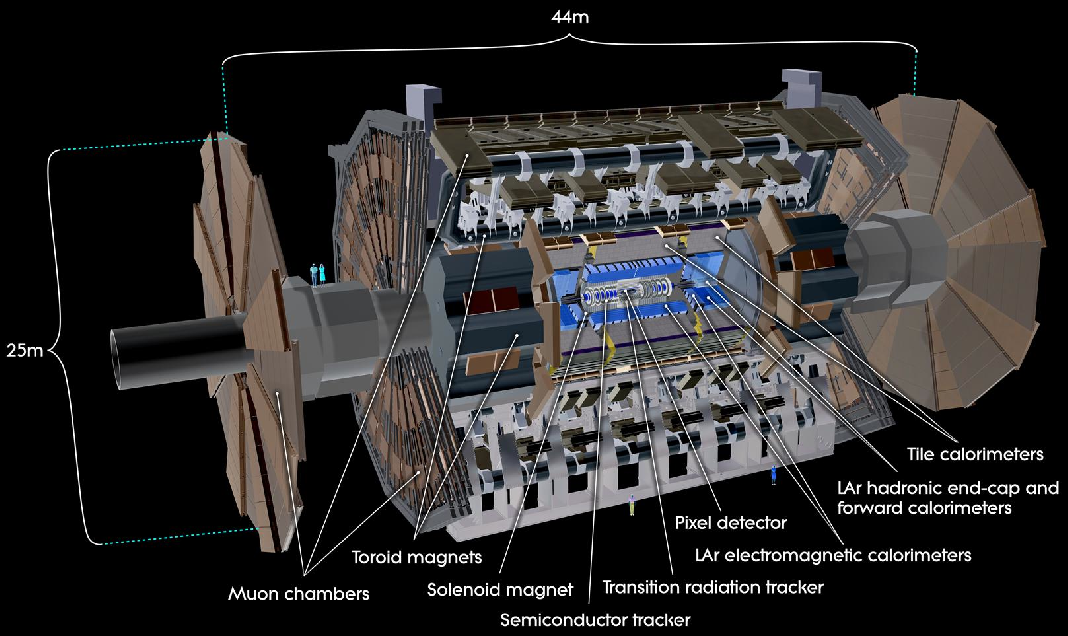 44m
25m
Tile calorimeters
LAr hadronic end-cap and
forward calorimeters
Pixel detector
LAr electromagnetic calorimeters
Toroid magnets
Muon chambers
Solenoid magnet
Transition radiation tracker
Semiconductor tracker